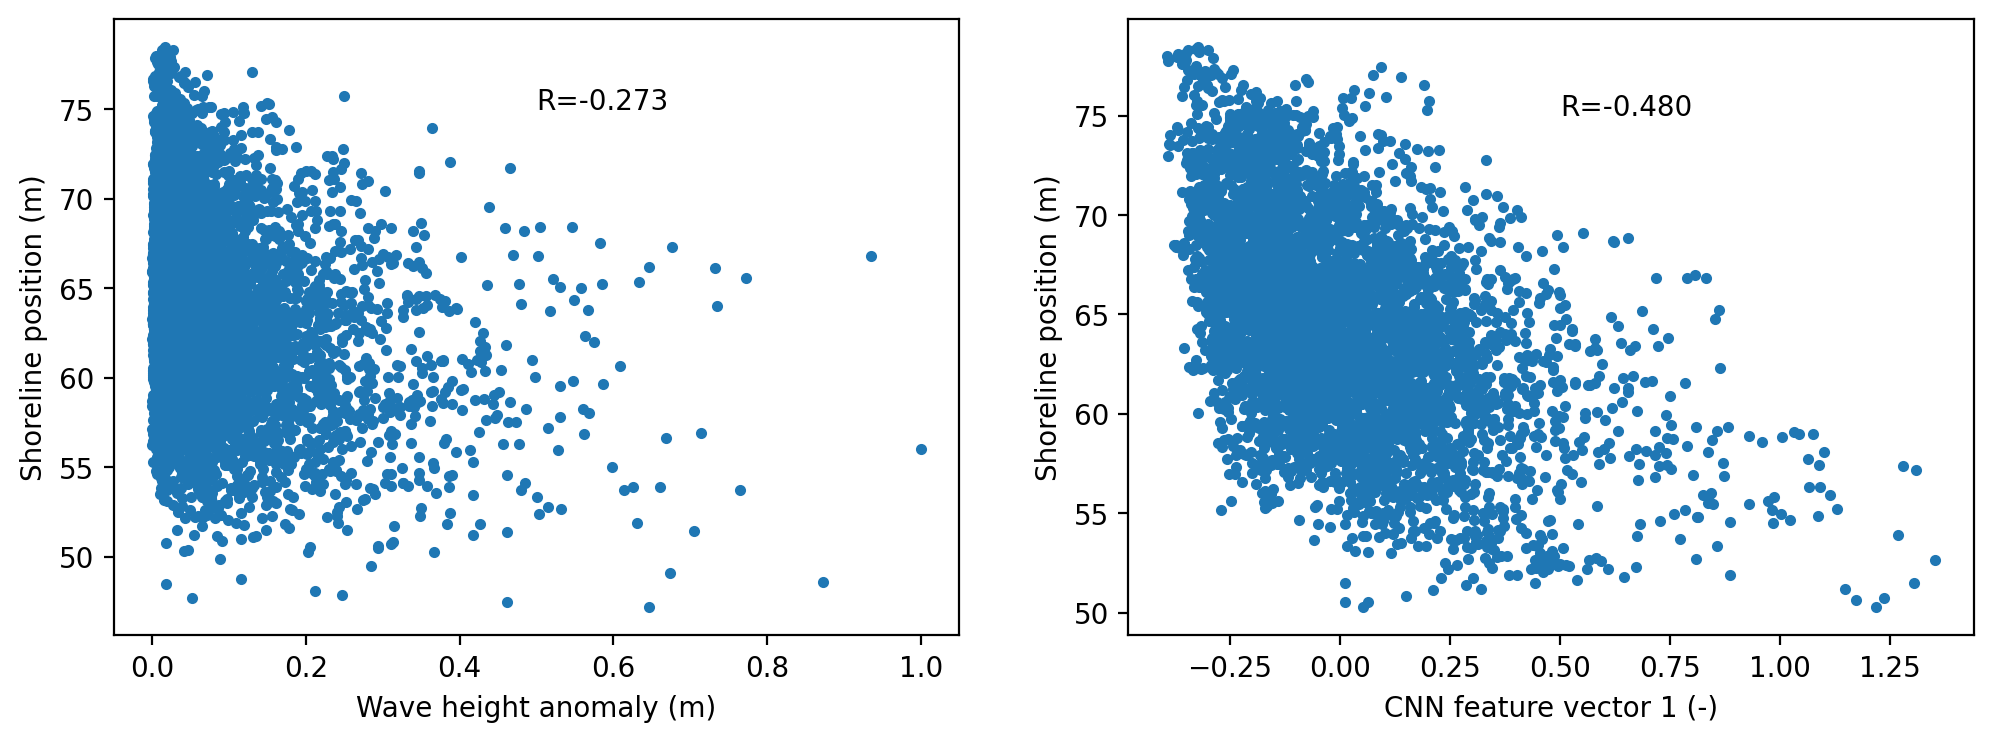 R=-0.273
75
70
65
60
55
50
Shoreline position (m)
0.0 0.2 0.4 0.6 0.8 1.0
Wave height anomaly (m)
R=-0.480
75
70
65
60
55
50
Shoreline position (m)
−0.25 0.00 0.25 0.50 0.75 1.00 1.25
CNN feature vector 1 (-)